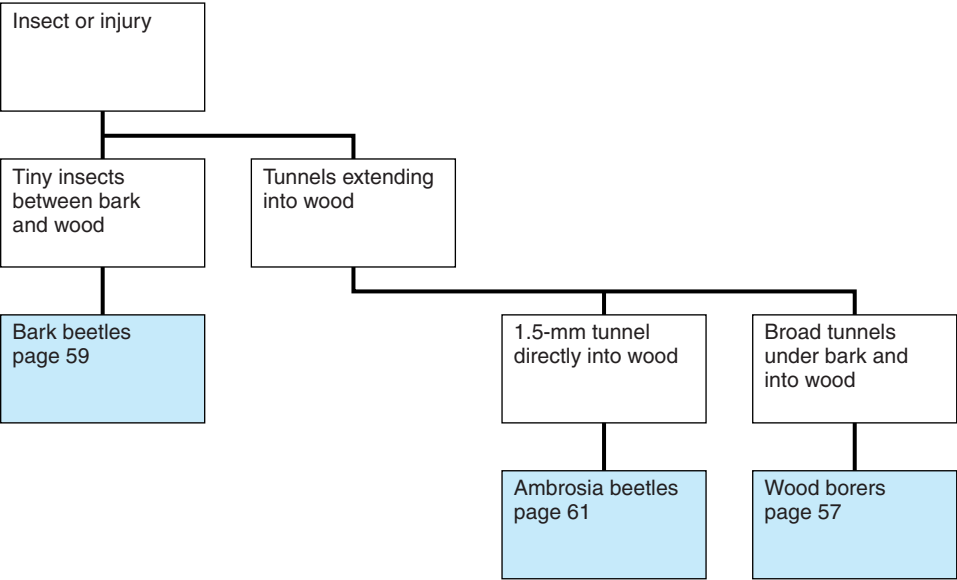 Insect or injury
Tiny insects
between bark
and wood
Tunnels extending
into wood
Bark beetles
page 59
1.5-mm tunnel
directly into wood
Broad tunnels
under bark and
into wood
Ambrosia beetles
page 61
Wood borers
page 57